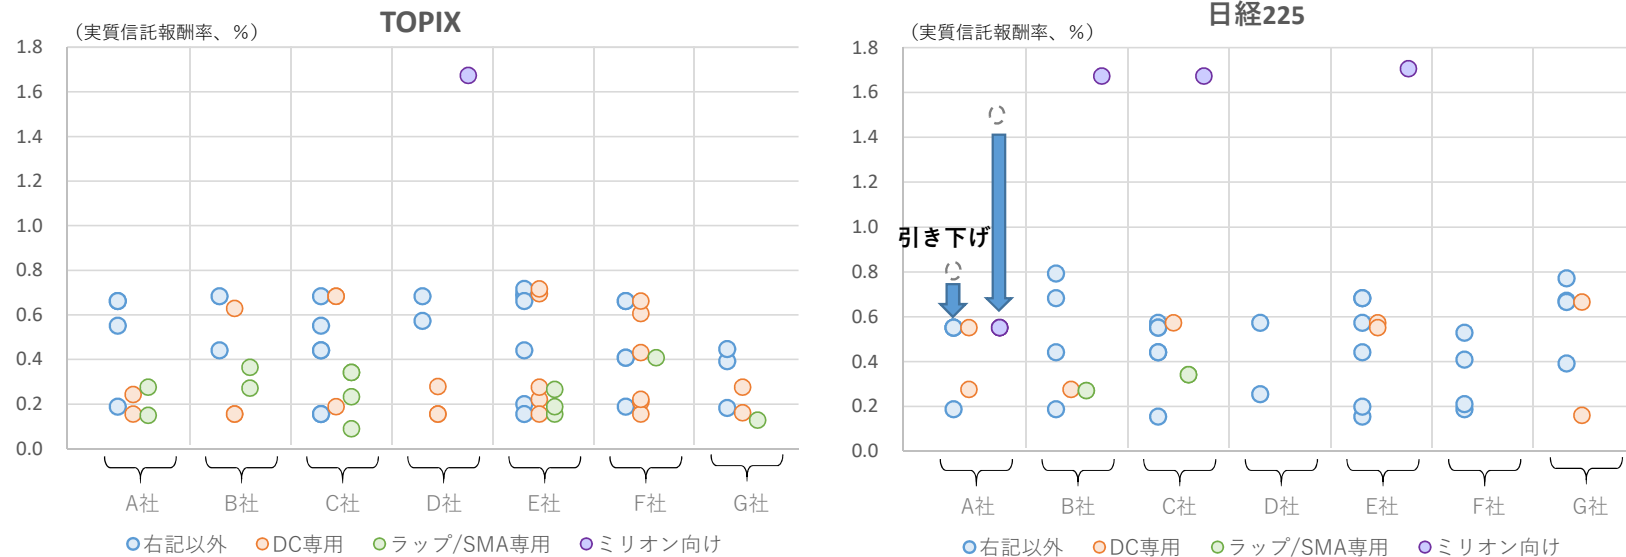 TOPIX
（実質信託報酬率、%）
1.8
1.6
1.4
1.2
1.0
0.8
0.6
0.4
0.2
0.0
A社 B社 C社 D社 E社 F社 G社
右記以外 DC専用 ラップ/SMA専用 ミリオン向け
日経225
（実質信託報酬率、%）
1.8
1.6
1.4
1.2
1.0
引き下げ
0.8
0.6
0.4
0.2
0.0
A社 B社 C社 D社 E社 F社 G社
右記以外 DC専用 ラップ/SMA専用 ミリオン向け